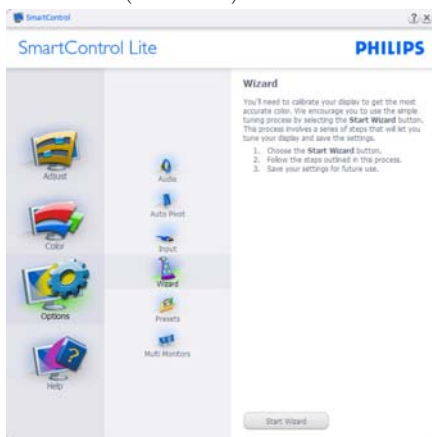 SmartControl
? x
SmartControl Lite
PHILIPS
Adjust
Color
Options
Help
Audio
Auto Pivot
Input
Wizard
Presets
Multi Monitors
Wizard
You'll need to calibrate your display to get the most
accurate color. We encourage you to use the simple
tuning process by selecting the Start Wizard button.
This process involves a series of steps that will let you
tune your display and save the settings.
1. Choose the Start Wizard button.
2. Follow the steps outlined in this process.
3. Save your settings for future use.
Start Wizard